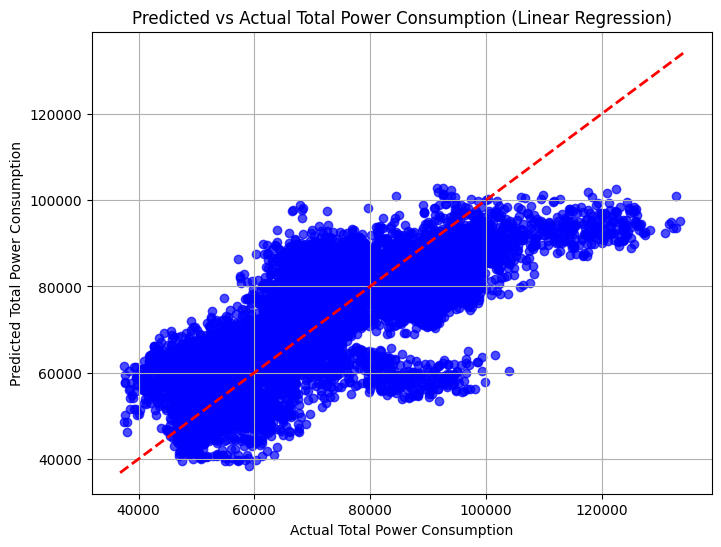 Predicted vs Actual Total Power Consumption (Linear Regression)
Predicted Total Power Consumption
120000
100000
80000
60000
40000
40000 60000 80000 100000 120000
Actual Total Power Consumption